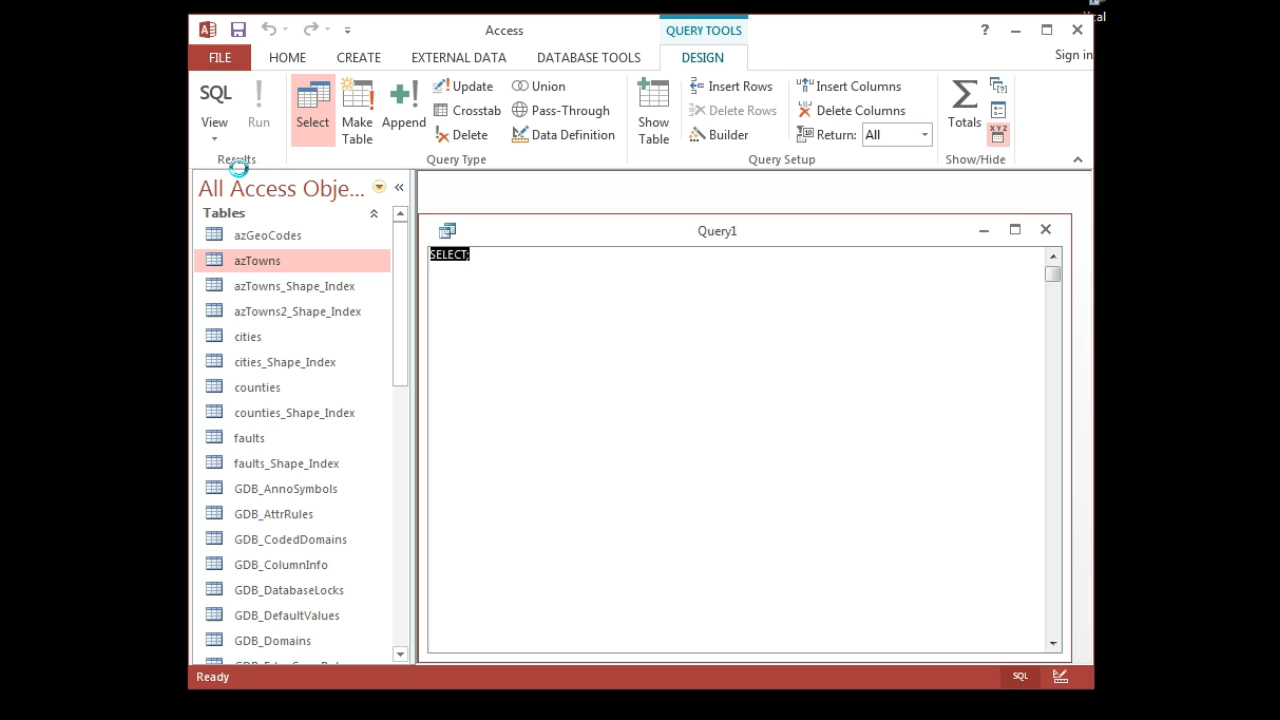 Access
QUERY TOOLS
?
cal
FILE
HOME
CREATE
EXTERNAL DATA
DATABASE TOOLS
DESIGN
Sign in
SQL
View
Run
Select
Make
Table
Append
Update
Crosstab
Delete
Union
Pass-Through
Data Definition
Show
Table
Insert Rows
Delete Rows
Builder
Insert Columns
Delete Columns
Return: All
Totals
XYZ
Results
Query Type
Query Setup
Show/Hide
All Access Obje...
Tables
azGeoCodes
azTowns
azTowns_Shape_Index
azTowns2_Shape_Index
cities
cities_Shape_Index
counties
counties_Shape_Index
faults
faults_Shape_Index
GDB_AnnoSymbols
GDB_AttrRules
GDB_CodedDomains
GDB_ColumnInfo
GDB_DatabaseLocks
GDB_DefaultValues
GDB_Domains
Query1
SELECT;
Ready
SQL